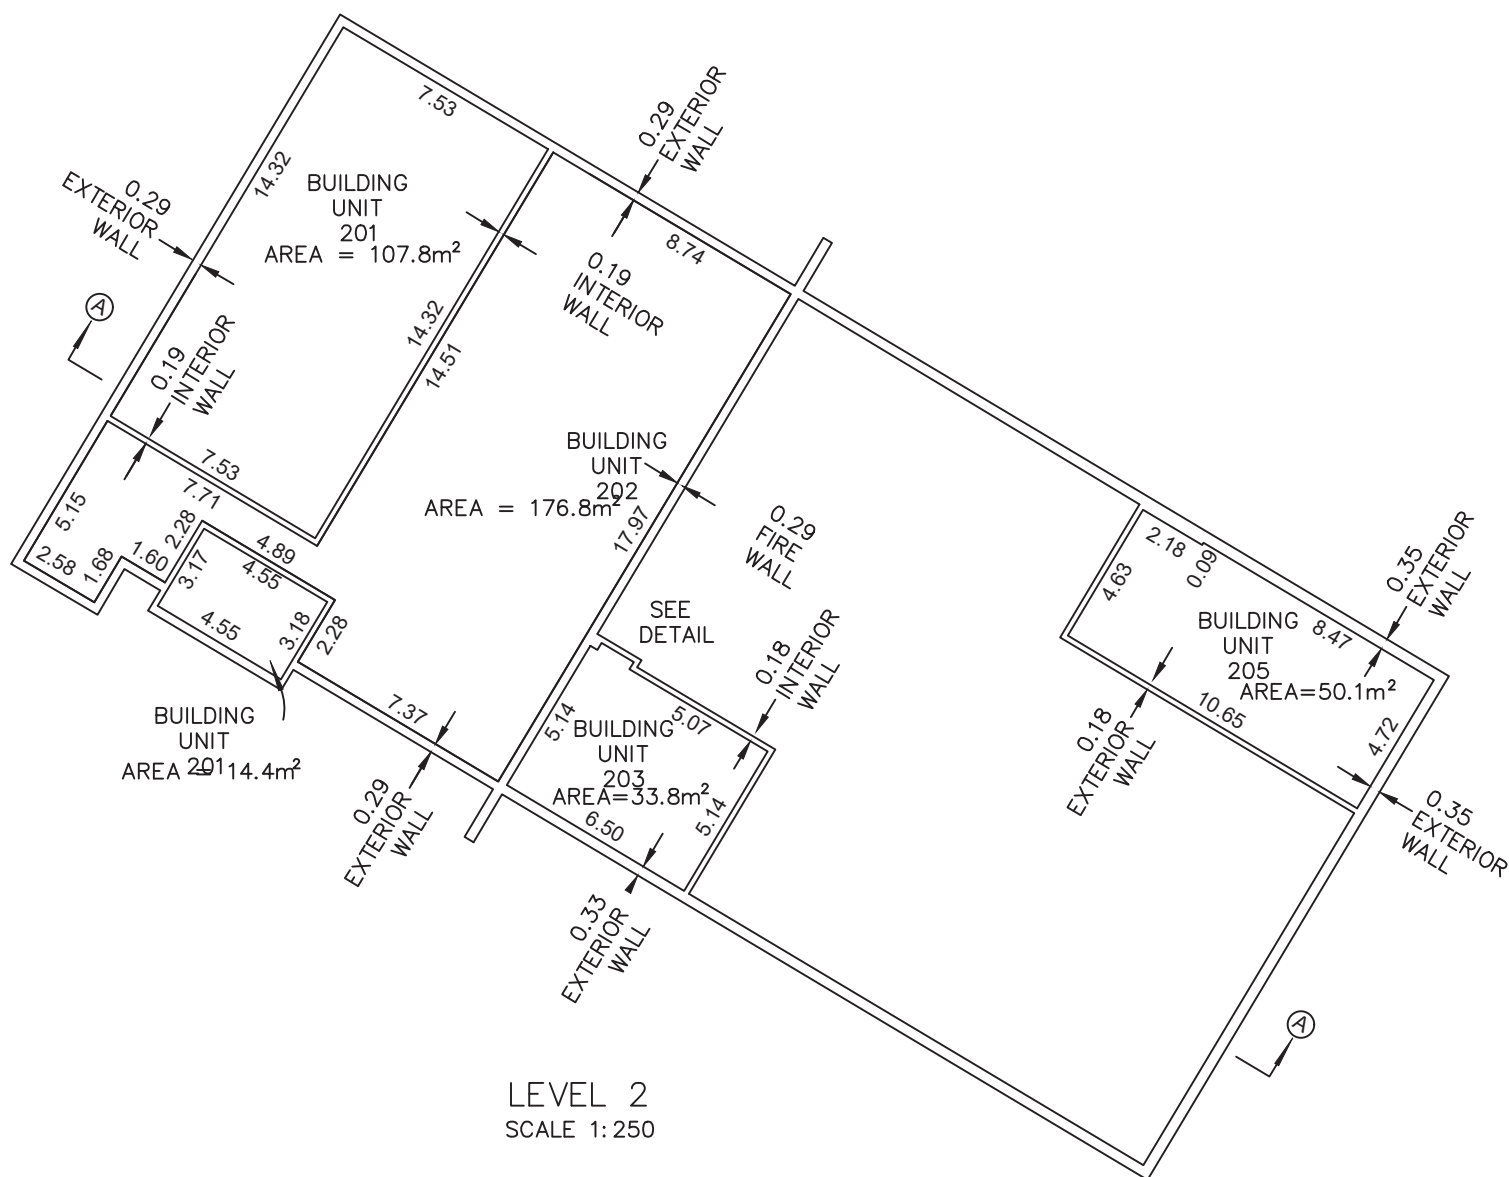 7.53
0.29
EXTERIOR
WALL
14.32
BUILDING
UNIT
201
AREA = 107.8m²
0.29
EXTERIOR
WALL
8.74
0.19
INTERIOR
WALL
A
0.19
INTERIOR
WALL
14.32
14.51
7.53
7.71
BUILDING
UNIT
202
AREA = 176.8m²
17.97
0.29
FIRE
WALL
5.15
2.58
1.68
1.60
2.28
3.17
4.89
4.55
4.55
3.18
2.28
2.18
0.09
4.63
0.35
EXTERIOR
WALL
BUILDING
UNIT
205
AREA=50.1m²
8.47
SEE
DETAIL
0.18
INTERIOR
WALL
10.65
4.72
0.18
EXTERIOR
WALL
0.35
EXTERIOR
WALL
BUILDING
UNIT
201
AREA = 14.4m²
7.37
5.14
5.07
BUILDING
UNIT
203
AREA=33.8m²
5.14
6.50
0.29
EXTERIOR
WALL
0.33
EXTERIOR
WALL
A
LEVEL 2
SCALE 1:250